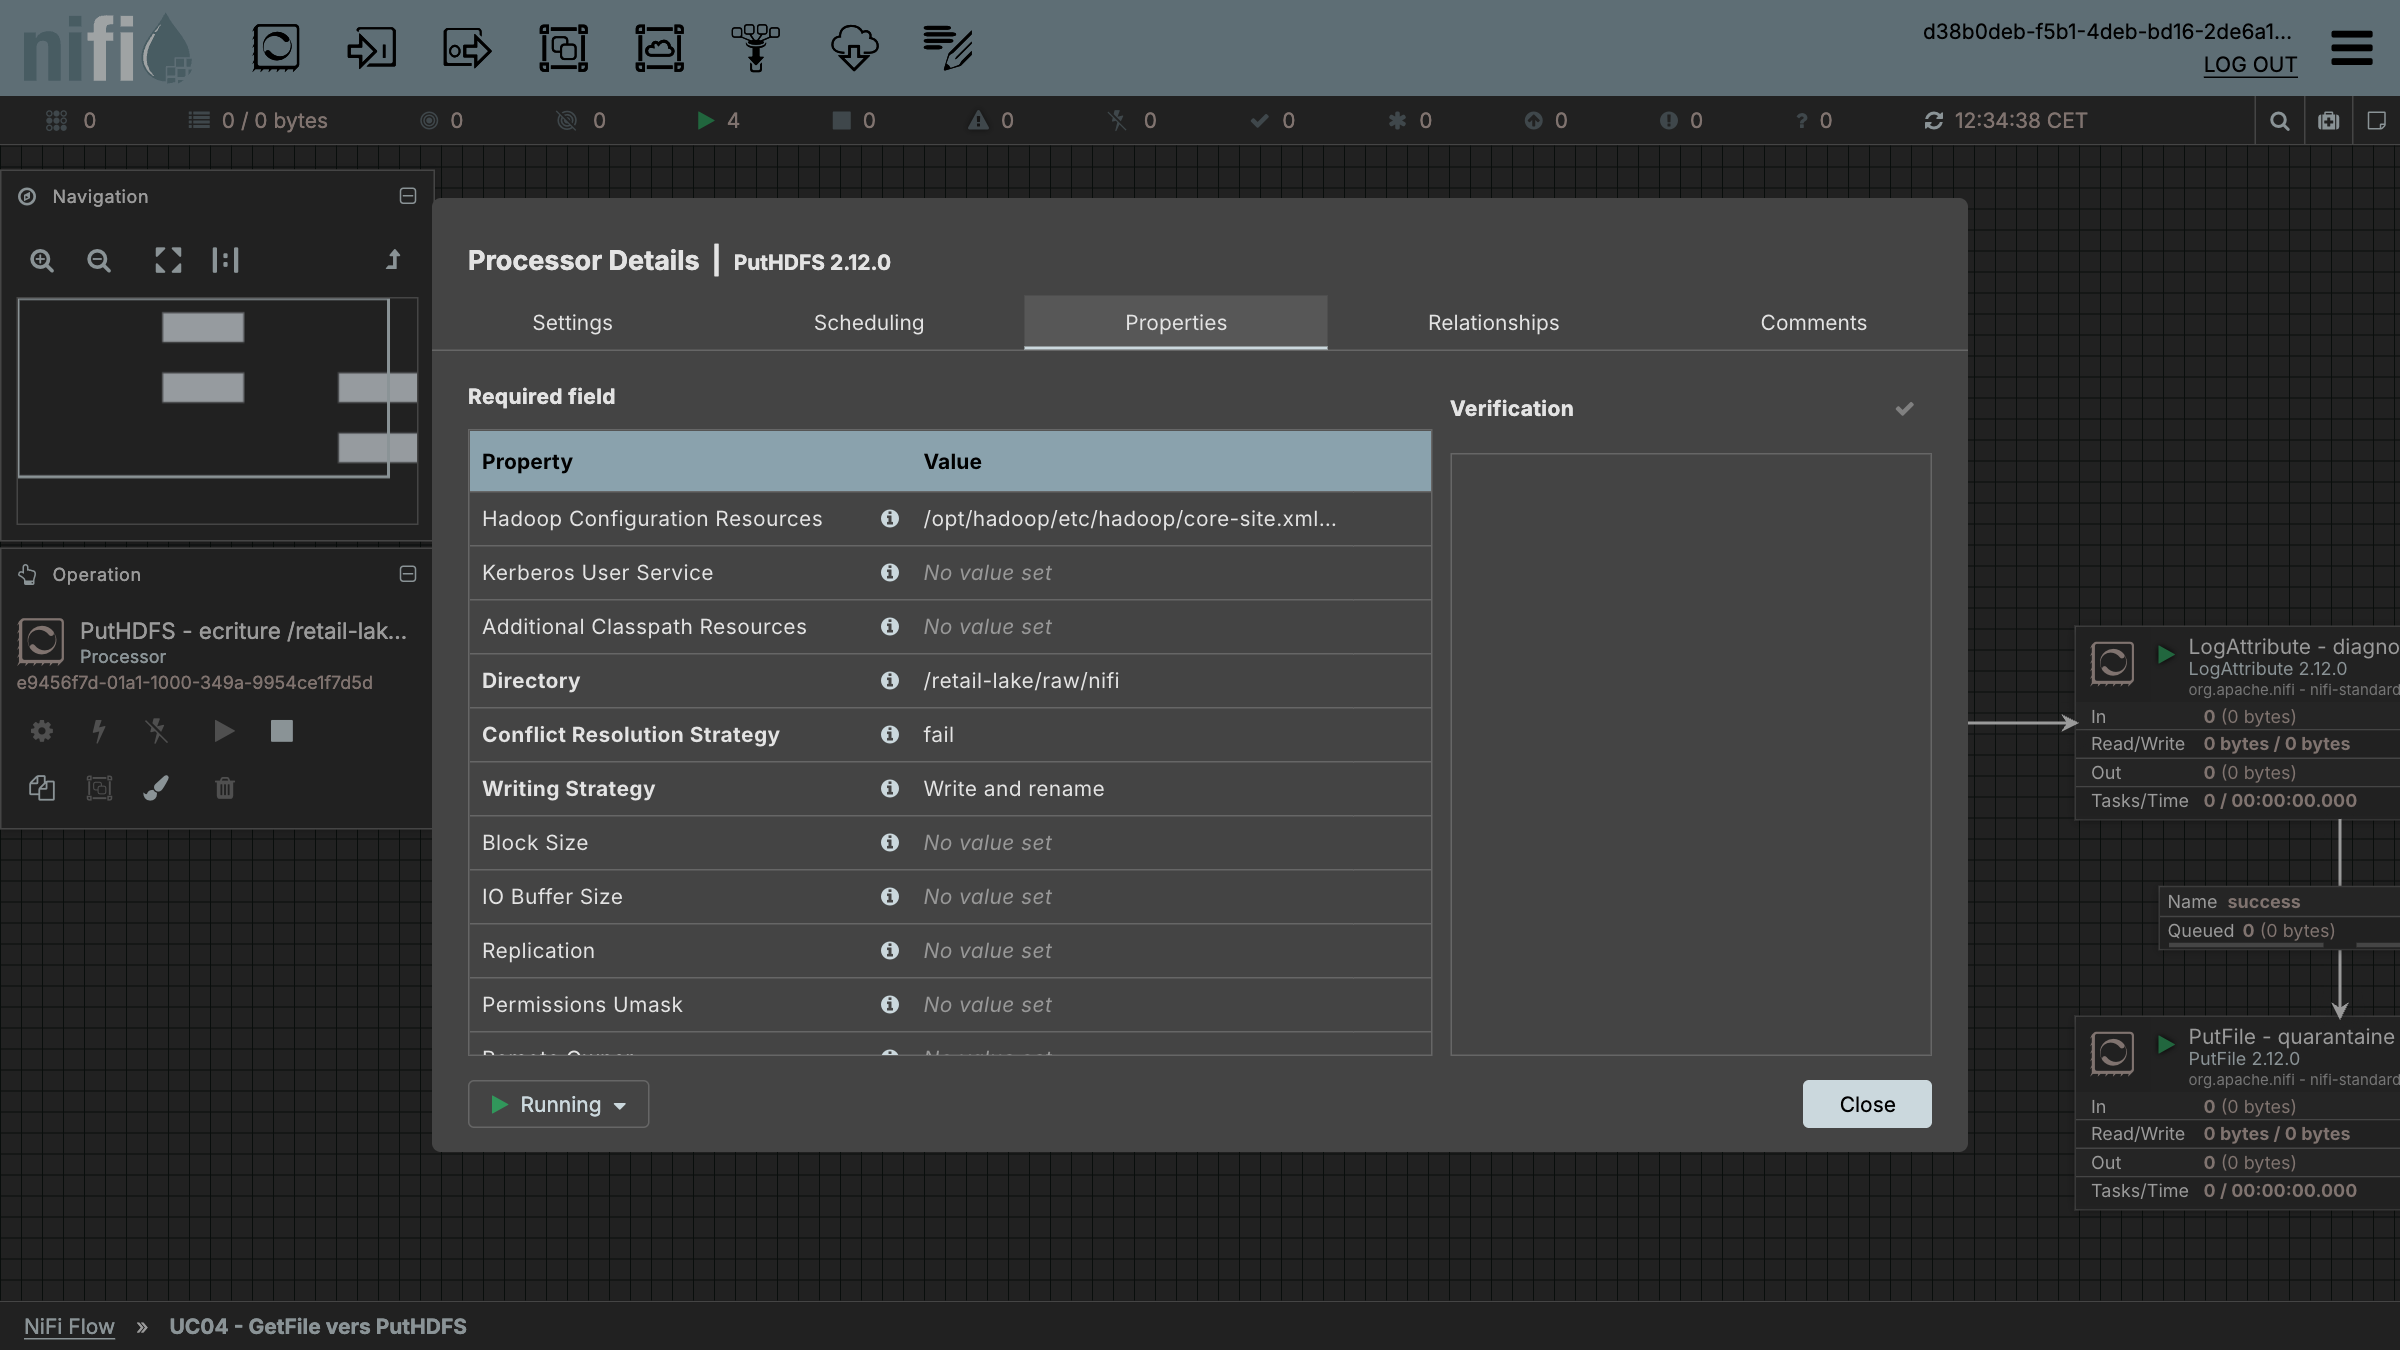 nifi
d38b0deb-f5b1-4deb-bd16-2de6a1...
LOG OUT
0
0 / 0 bytes
0
0
4
0
0
0
0
0
0
0
? 0
12:34:38 CET
Navigation
Operation
PutHDFS - ecriture /retail-lak...
Processor
e9456f7d-01a1-1000-349a-9954ce1f7d5d
Processor Details | PutHDFS 2.12.0
Settings
Scheduling
Properties
Relationships
Comments
Required field
Property Value
Hadoop Configuration Resources /opt/hadoop/etc/hadoop/core-site.xml...
Kerberos User Service No value set
Additional Classpath Resources No value set
Directory /retail-lake/raw/nifi
Conflict Resolution Strategy fail
Writing Strategy Write and rename
Block Size No value set
IO Buffer Size No value set
Replication No value set
Permissions Umask No value set
Remote Owner No value set
Verification
Running
Close
LogAttribute - diagno
LogAttribute 2.12.0
org.apache.nifi - nifi-standard
In 0 (0 bytes)
Read/Write 0 bytes / 0 bytes
Out 0 (0 bytes)
Tasks/Time 0 / 00:00:00.000
Name success
Queued 0 (0 bytes)
PutFile - quarantaine
PutFile 2.12.0
org.apache.nifi - nifi-standard
In 0 (0 bytes)
Read/Write 0 bytes / 0 bytes
Out 0 (0 bytes)
Tasks/Time 0 / 00:00:00.000
NiFi Flow » UC04 - GetFile vers PutHDFS